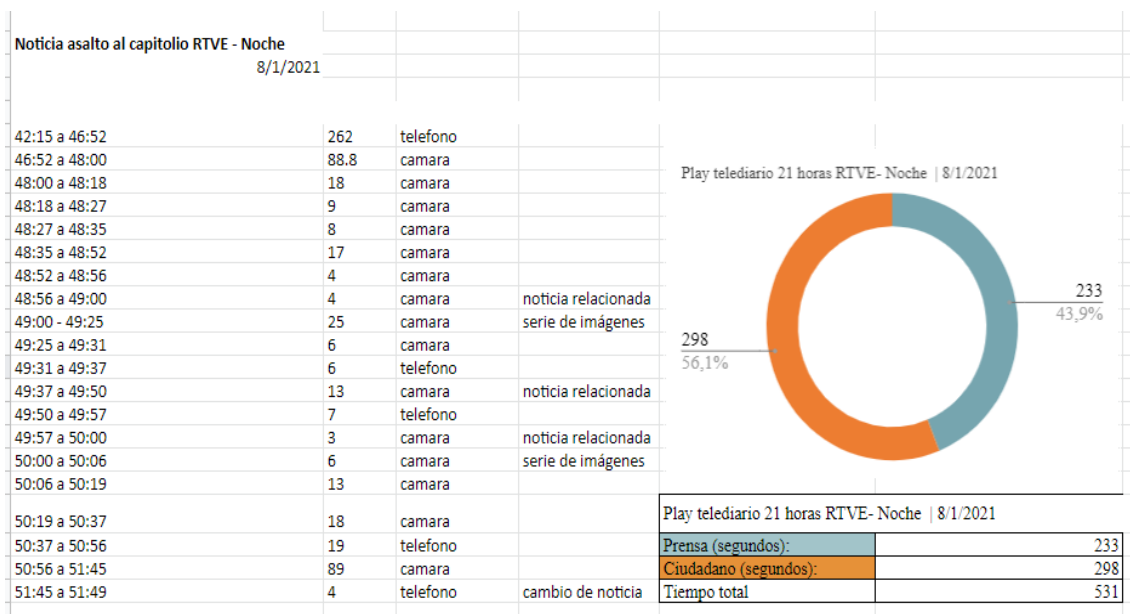 Noticia asalto al capitolio RTVE - Noche
8/1/2021
42:15 a 46:52 262 telefono
46:52 a 48:00 88.8 camara
48:00 a 48:18 18 camara
48:18 a 48:27 9 camara
48:27 a 48:35 8 camara
48:35 a 48:52 17 camara
48:52 a 48:56 4 camara
48:56 a 49:00 4 camara noticia relacionada
49:00 - 49:25 25 camara serie de imágenes
49:25 a 49:31 6 camara
49:31 a 49:37 6 telefono
49:37 a 49:50 13 camara noticia relacionada
49:50 a 49:57 7 telefono
49:57 a 50:00 3 camara noticia relacionada
50:00 a 50:06 6 camara serie de imágenes
50:06 a 50:19 13 camara
50:19 a 50:37 18 camara
50:37 a 50:56 19 telefono
50:56 a 51:45 89 camara
51:45 a 51:49 4 telefono cambio de noticia
Play telediario 21 horas RTVE- Noche | 8/1/2021
233
43,9%
298
56,1%
Play telediario 21 horas RTVE- Noche | 8/1/2021
Prensa (segundos): 233
Ciudadano (segundos): 298
Tiempo total 531